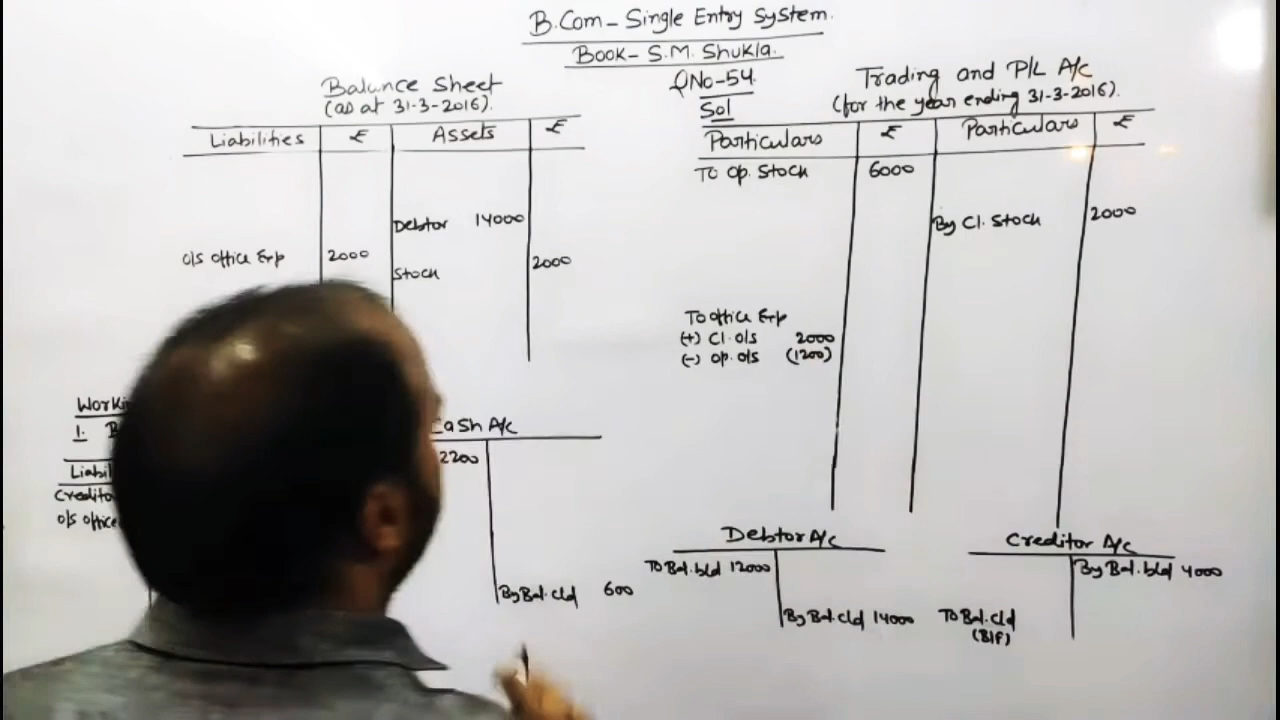 B.Com - Single Entry System.
Book - S.M. Shukla.
QNo-54.
Sol
Balance Sheet
(as at 31-3-2016).
Liabilities ₹ Assets ₹
Debtor 14000
o/s office Exp 2000
Stock 2000
Trading and P/L A/c
(for the year ending 31-3-2016).
Particulars ₹ Particulars ₹
To Op. Stock 6000
By Cl. Stock 2000
To office Exp
(+) Cl. o/s 2000
(-) Op. o/s (1200)
1.
Cash A/c
2200
By Bal. c/d 600
Debtor A/c
To Bal. b/d 12000
By Bal. c/d 14000
Creditor A/c
By Bal. b/d 4000
To Bal. c/d
(B/F)
o/s office